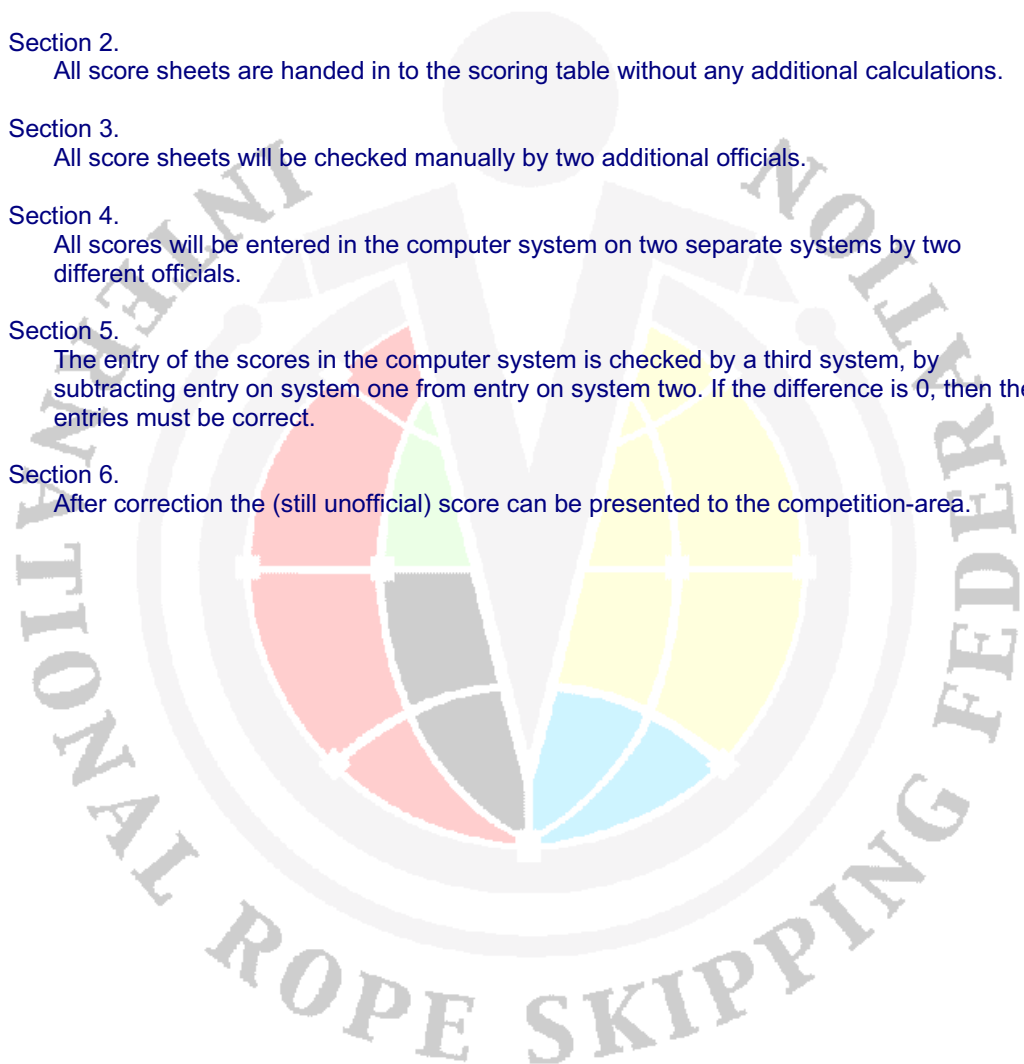 Section 2.
All score sheets are handed in to the scoring table without any additional calculations.
Section 3.
All score sheets will be checked manually by two additional officials.
Section 4.
All scores will be entered in the computer system on two separate systems by two
different officials.
Section 5.
The entry of the scores in the computer system is checked by a third system, by
subtracting entry on system one from entry on system two. If the difference is 0, then the
entries must be correct.
Section 6.
After correction the (still unofficial) score can be presented to the competition-area.
INTERNATIONAL ROPE SKIPPING FEDERATION